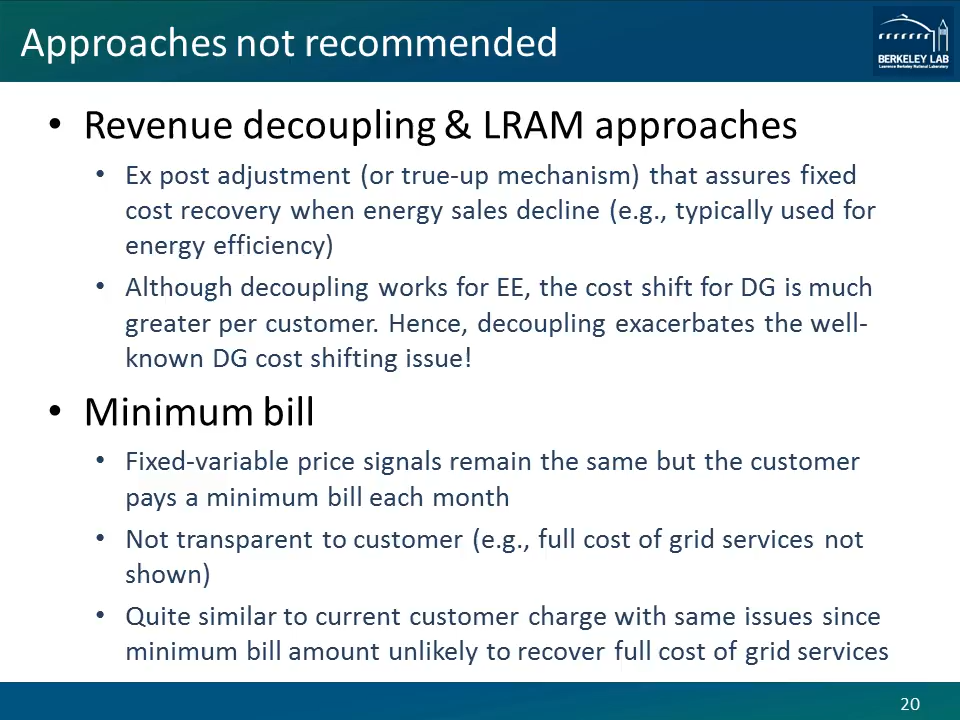 Approaches not recommended
BERKELEY LAB
Lawrence Berkeley National Laboratory
• Revenue decoupling & LRAM approaches
• Ex post adjustment (or true-up mechanism) that assures fixed
cost recovery when energy sales decline (e.g., typically used for
energy efficiency)
• Although decoupling works for EE, the cost shift for DG is much
greater per customer. Hence, decoupling exacerbates the well-
known DG cost shifting issue!
• Minimum bill
• Fixed-variable price signals remain the same but the customer
pays a minimum bill each month
• Not transparent to customer (e.g., full cost of grid services not
shown)
• Quite similar to current customer charge with same issues since
minimum bill amount unlikely to recover full cost of grid services
20